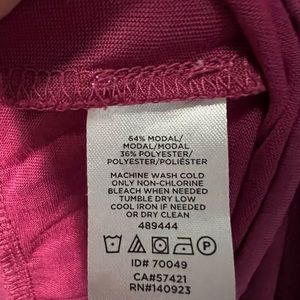 64% MODAL/
MODAL/MODAL
36% POLYESTER/
POLYESTER/POLIÉSTER
MACHINE WASH COLD
ONLY NON-CHLORINE
BLEACH WHEN NEEDED
TUMBLE DRY LOW
COOL IRON IF NEEDED
OR DRY CLEAN
489444
ID# 70049
CA#57421
RN#140923